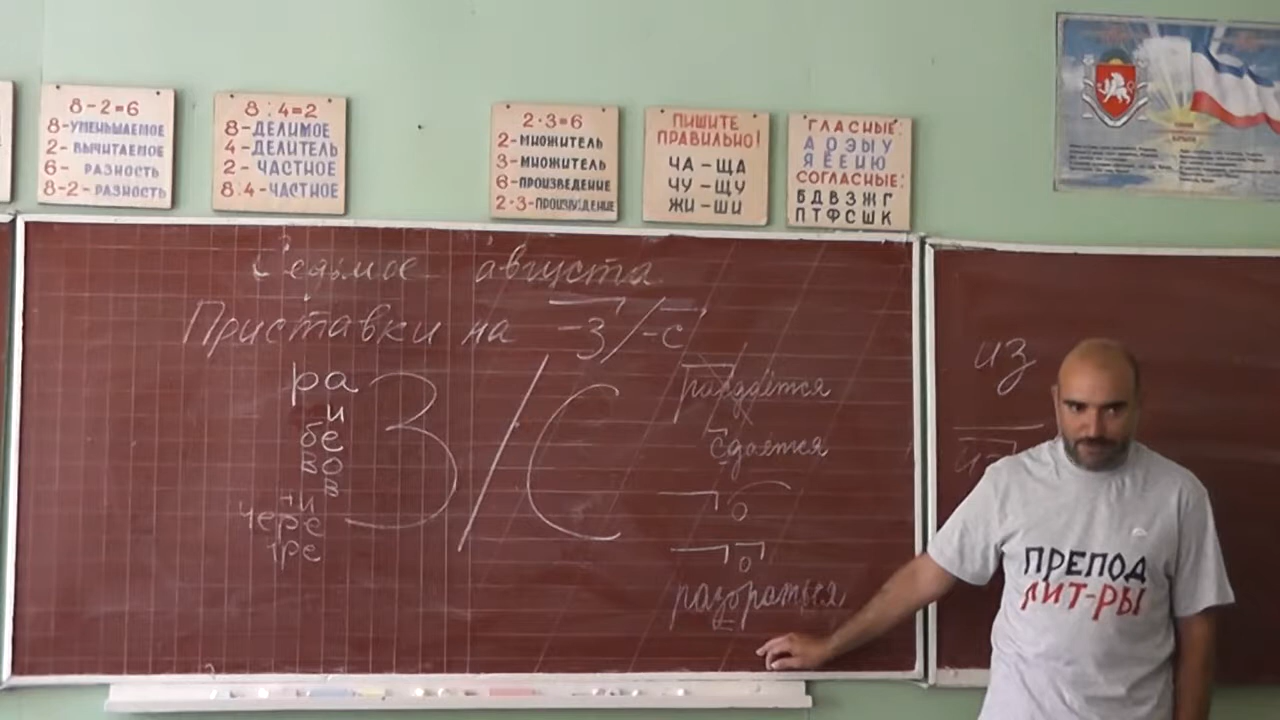 8-2=6
8-УМЕНЬШАЕМОЕ
2-ВЫЧИТАЕМОЕ
6- РАЗНОСТЬ
8-2-РАЗНОСТЬ
8:4=2
8-ДЕЛИМОЕ
4-ДЕЛИТЕЛЬ
2-ЧАСТНОЕ
8:4-ЧАСТНОЕ
2·3=6
2-МНОЖИТЕЛЬ
3-МНОЖИТЕЛЬ
6-ПРОИЗВЕДЕНИЕ
2·3-ПРОИЗВЕДЕНИЕ
ПИШИТЕ
ПРАВИЛЬНО!
ЧА-ЩА
ЧУ-ЩУ
ЖИ-ШИ
ГЛАСНЫЕ:
А О Э Ы У
Я Ё Е И Ю
СОГЛАСНЫЕ:
Б Д В З Ж Г
П Т Ф С Ш К
Седьмое августа
Приставки на -З/-С
ра
и
бе
во
в
ни
чере
чре
З/С
сдаётся
разораться
из
ПРЕПОД
ЛИТ-РЫ